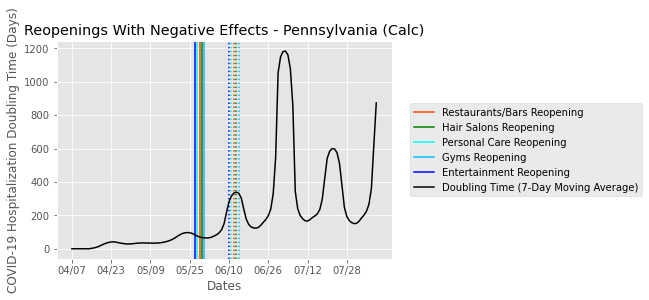 Reopenings With Negative Effects - Pennsylvania (Calc)
COVID-19 Hospitalization Doubling Time (Days)
1200
1000
800
600
400
200
0
04/07 04/23 05/09 05/25 06/10 06/26 07/12 07/28
Dates
Restaurants/Bars Reopening
Hair Salons Reopening
Personal Care Reopening
Gyms Reopening
Entertainment Reopening
Doubling Time (7-Day Moving Average)